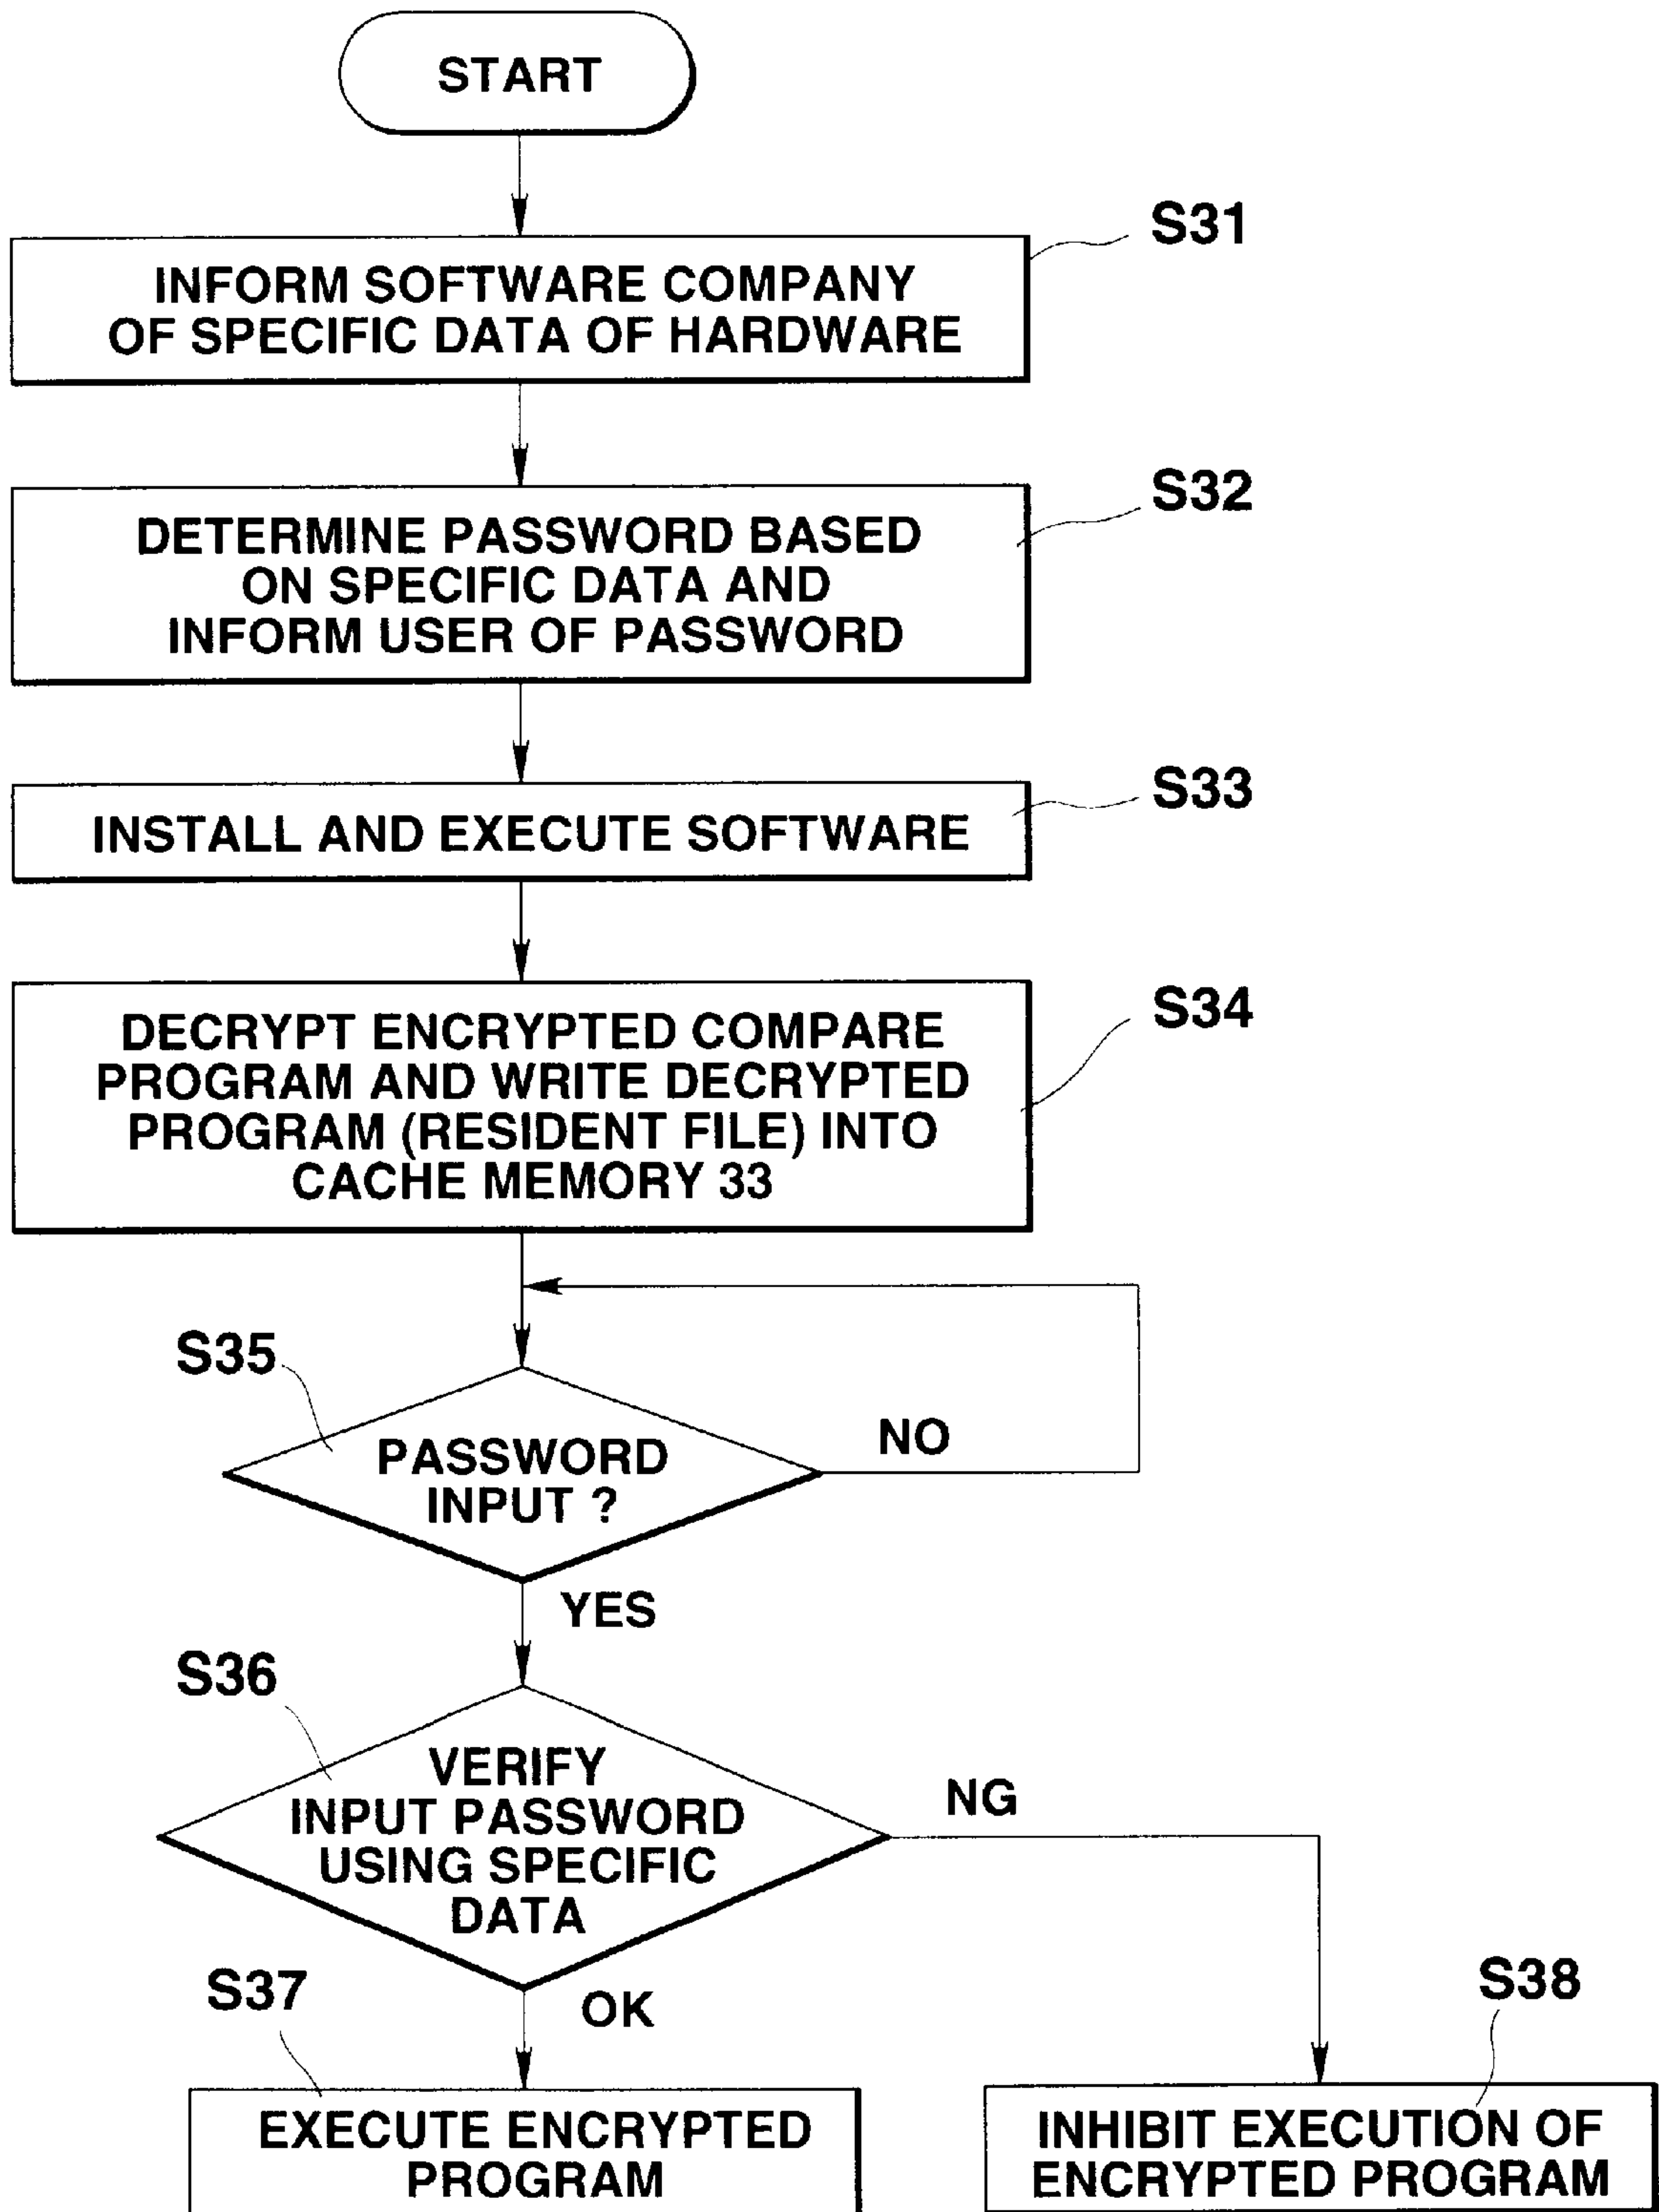 START
S31
INFORM SOFTWARE COMPANY
OF SPECIFIC DATA OF HARDWARE
S32
DETERMINE PASSWORD BASED
ON SPECIFIC DATA AND
INFORM USER OF PASSWORD
S33
INSTALL AND EXECUTE SOFTWARE
S34
DECRYPT ENCRYPTED COMPARE
PROGRAM AND WRITE DECRYPTED
PROGRAM (RESIDENT FILE) INTO
CACHE MEMORY 33
S35
PASSWORD
INPUT ?
NO
YES
S36
VERIFY
INPUT PASSWORD
USING SPECIFIC
DATA
NG
OK
S37
EXECUTE ENCRYPTED
PROGRAM
S38
INHIBIT EXECUTION OF
ENCRYPTED PROGRAM